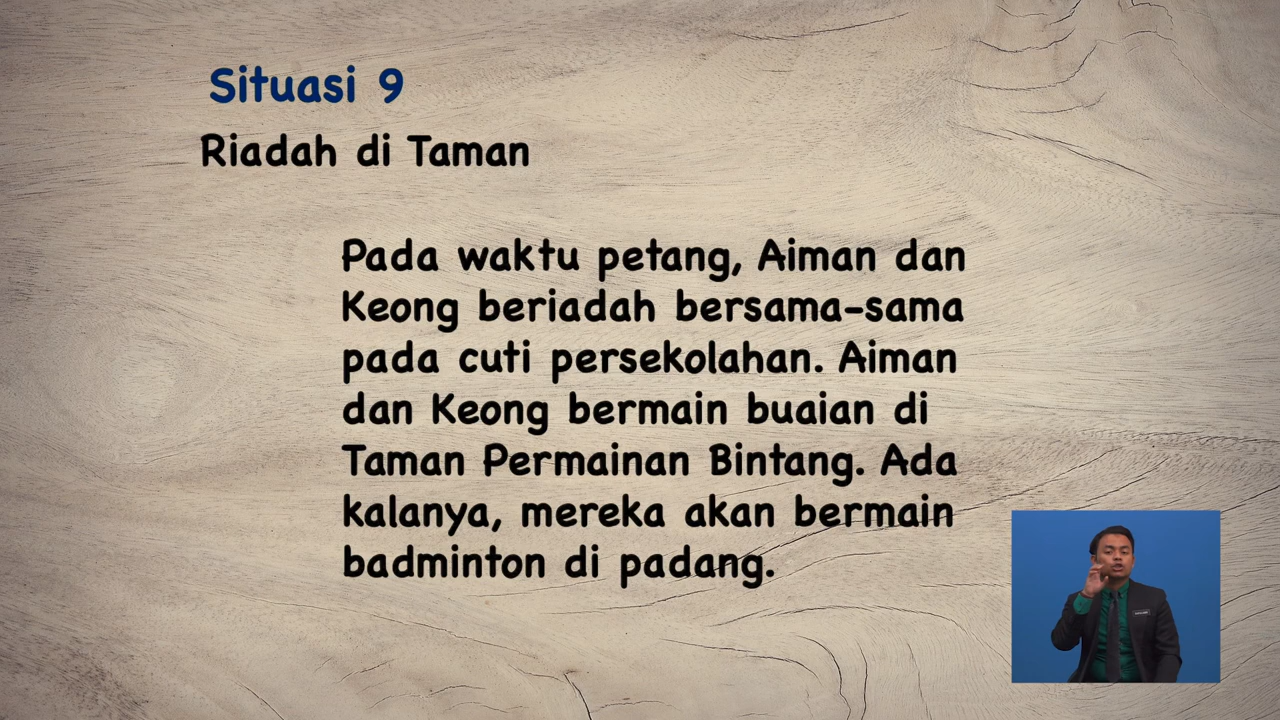 Situasi 9
Riadah di Taman
Pada waktu petang, Aiman dan
Keong beriadah bersama-sama
pada cuti persekolahan. Aiman
dan Keong bermain buaian di
Taman Permainan Bintang. Ada
kalanya, mereka akan bermain
badminton di padang.